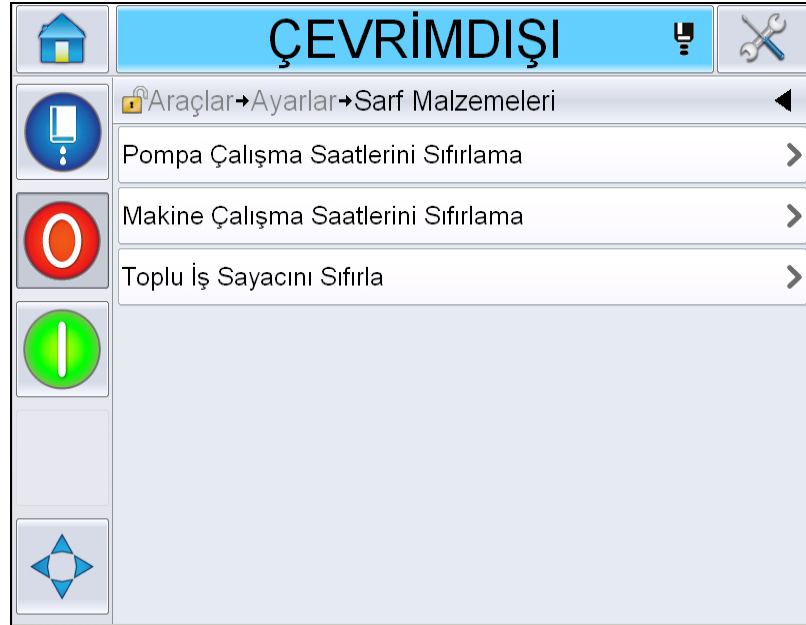 ÇEVRİMDIŞI
Araçlar→Ayarlar→Sarf Malzemeleri
Pompa Çalışma Saatlerini Sıfırlama
Makine Çalışma Saatlerini Sıfırlama
Toplu İş Sayacını Sıfırla